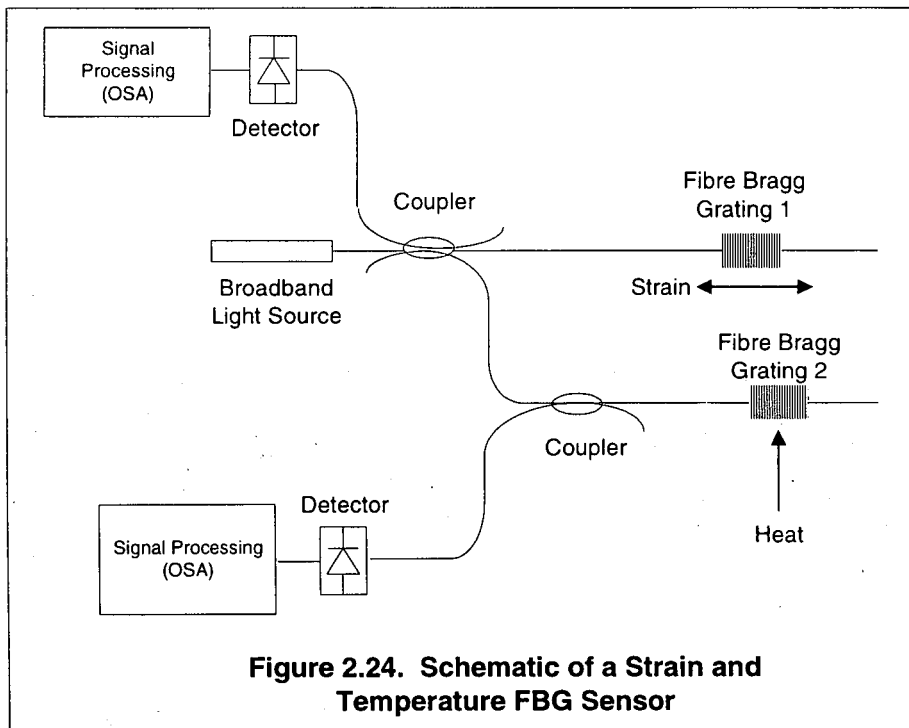 Signal
Processing
(OSA)
Detector
Coupler
Fibre Bragg
Grating 1
Broadband
Light Source
Strain
Fibre Bragg
Grating 2
Coupler
Heat
Detector
Signal Processing
(OSA)
Figure 2.24. Schematic of a Strain and
Temperature FBG Sensor